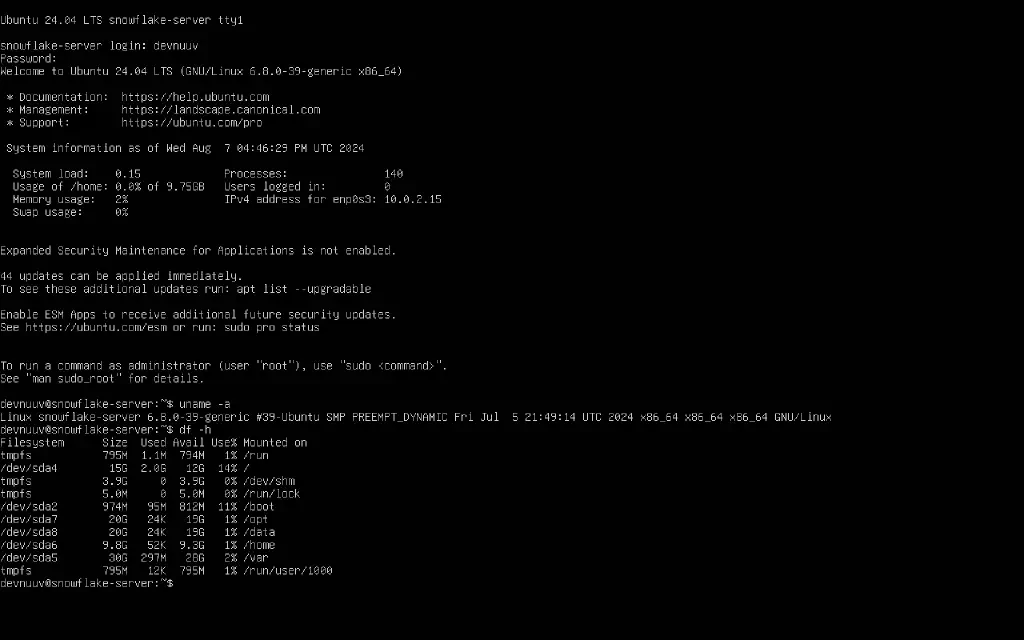 Ubuntu 24.04 LTS snowflake-server tty1
snowflake-server login: devnuuv
Password:
Welcome to Ubuntu 24.04 LTS (GNU/Linux 6.8.0-39-generic x86_64)
* Documentation:  https://help.ubuntu.com
* Management:     https://landscape.canonical.com
* Support:        https://ubuntu.com/pro
System information as of Wed Aug  7 04:46:29 PM UTC 2024
System load:    0.15             Processes:               140
Usage of /home: 0.0% of 9.75GB   Users logged in:         0
Memory usage:   2%               IPv4 address for enp0s3: 10.0.2.15
Swap usage:     0%
Expanded Security Maintenance for Applications is not enabled.
44 updates can be applied immediately.
To see these additional updates run: apt list --upgradable
Enable ESM Apps to receive additional future security updates.
See https://ubuntu.com/esm or run: sudo pro status
To run a command as administrator (user "root"), use "sudo <command>".
See "man sudo_root" for details.
devnuuv@snowflake-server:~$ uname -a
Linux snowflake-server 6.8.0-39-generic #39-Ubuntu SMP PREEMPT_DYNAMIC Fri Jul  5 21:49:14 UTC 2024 x86_64 x86_64 x86_64 GNU/Linux
devnuuv@snowflake-server:~$ df -h
Filesystem      Size  Used Avail Use% Mounted on
tmpfs           795M  1.1M  794M   1% /run
/dev/sda4        15G  2.0G   12G  14% /
tmpfs           3.9G     0  3.9G   0% /dev/shm
tmpfs           5.0M     0  5.0M   0% /run/lock
/dev/sda2       974M   95M  812M  11% /boot
/dev/sda7        20G   24K   19G   1% /opt
/dev/sda8        20G   24K   19G   1% /data
/dev/sda6       9.8G   52K  9.3G   1% /home
/dev/sda5        30G  297M   28G   2% /var
tmpfs           795M   12K  795M   1% /run/user/1000
devnuuv@snowflake-server:~$